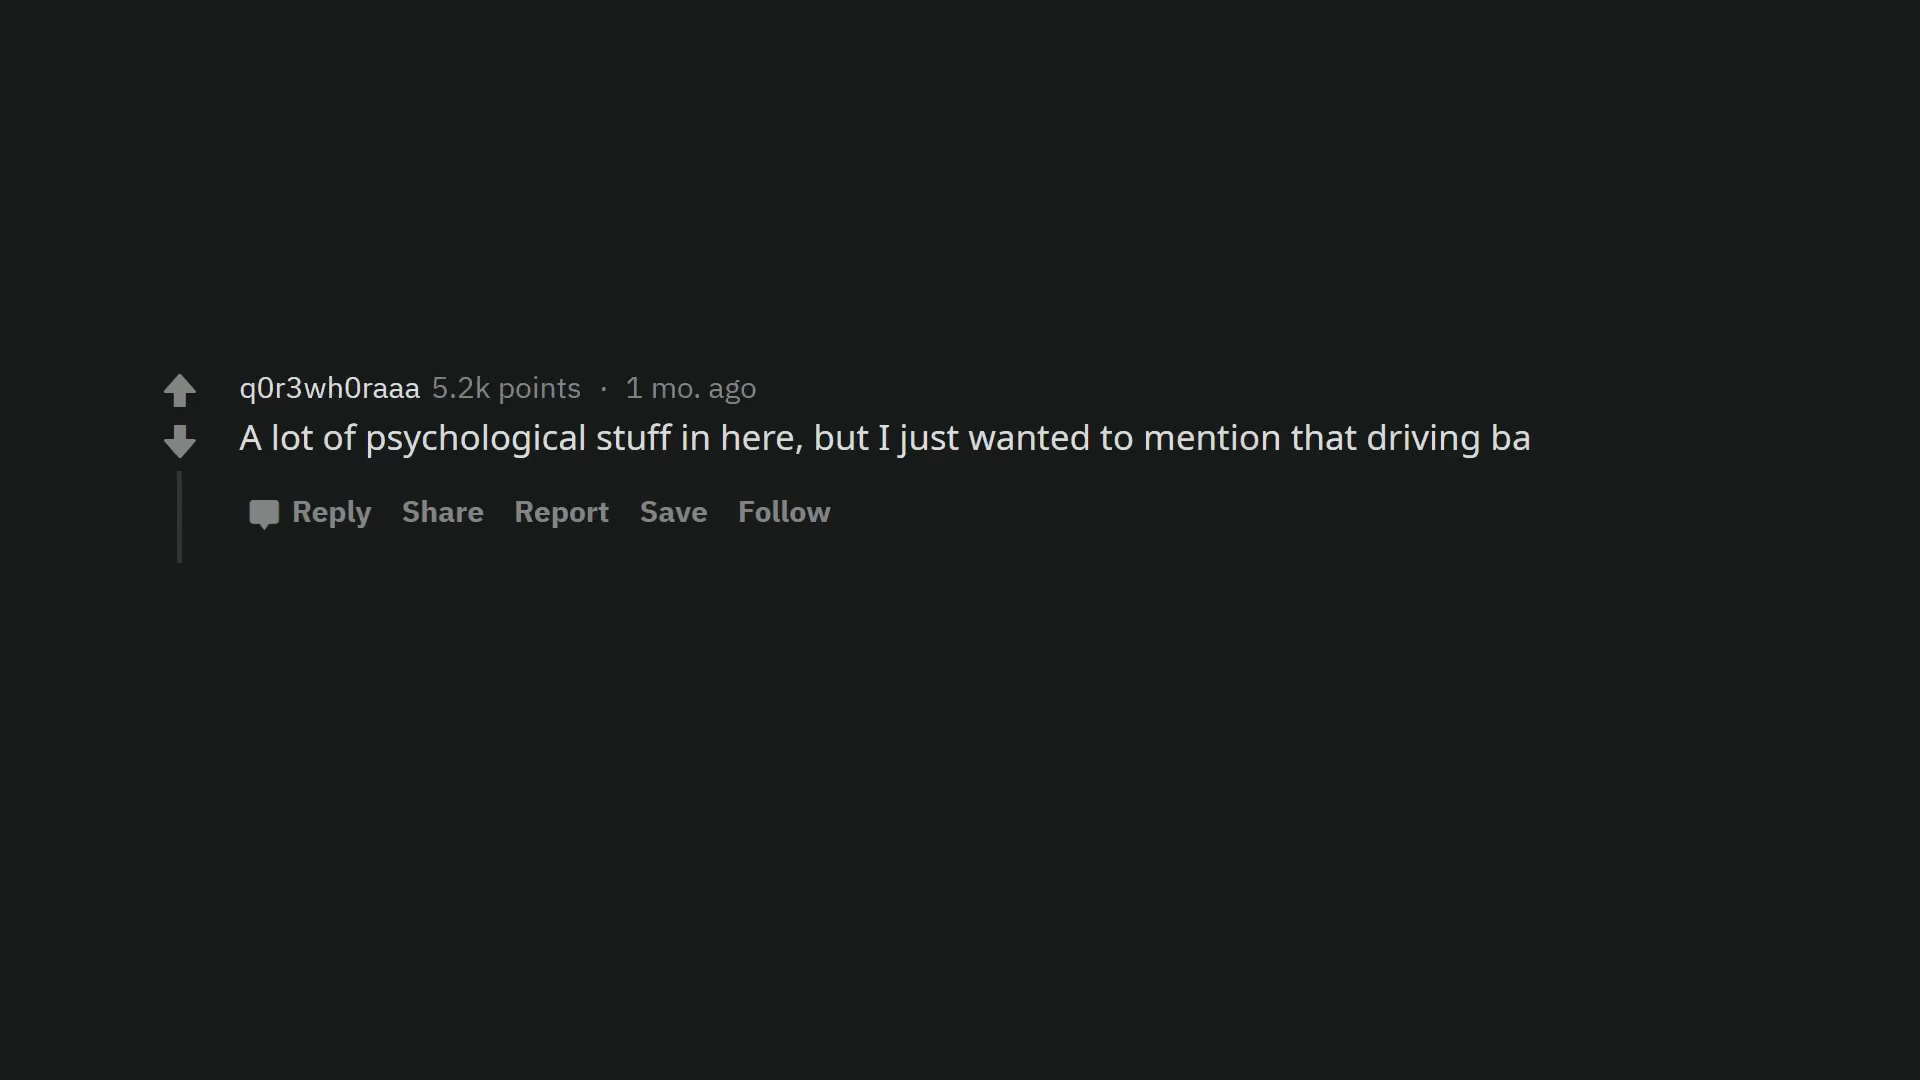 q0r3wh0raaa 5.2k points · 1 mo. ago
A lot of psychological stuff in here, but I just wanted to mention that driving ba
Reply Share Report Save Follow